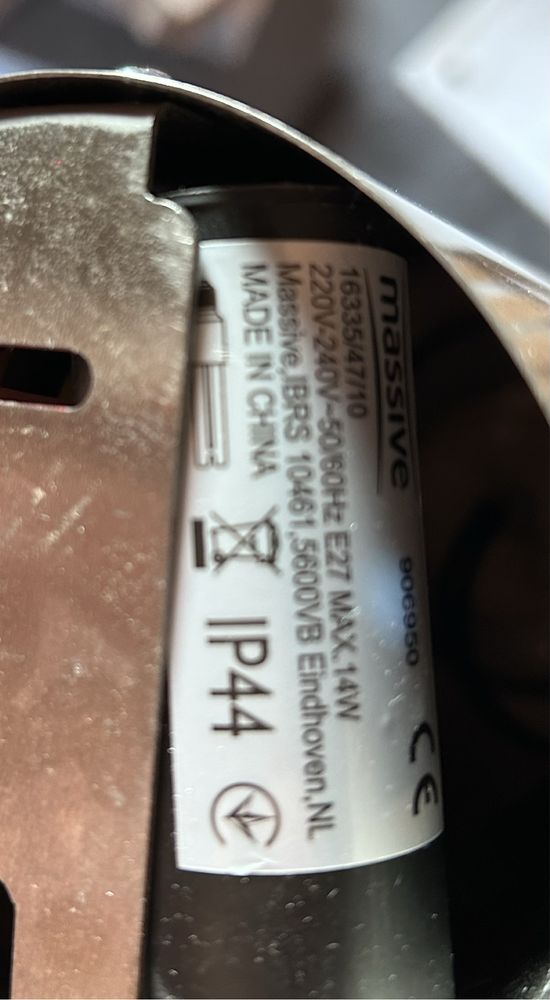 massive
906950
CE
16335/47/10
220V-240V~50/60Hz E27 MAX.14W
Massive,IBRS 10461,5600VB Eindhoven,NL
MADE IN CHINA
IP44